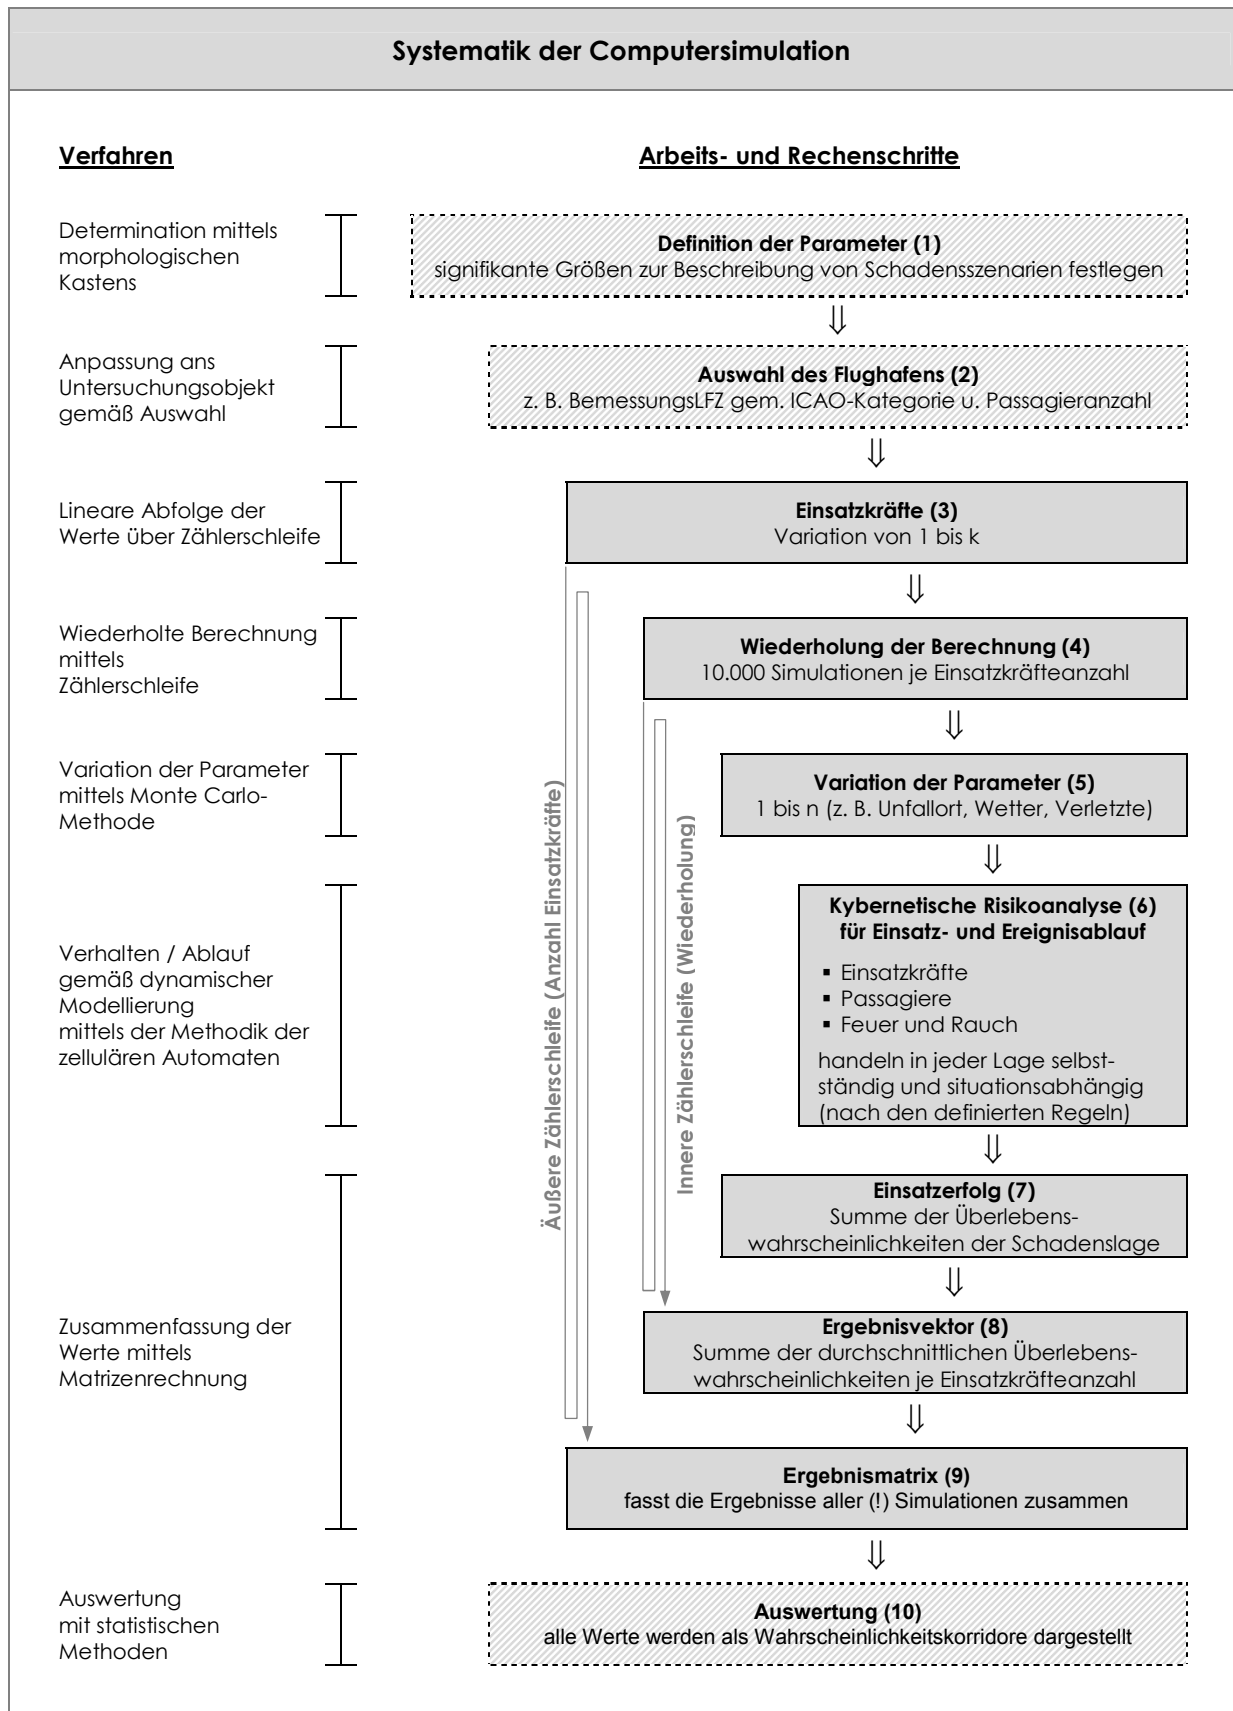 Systematik der Computersimulation
Verfahren
Arbeits- und Rechenschritte
Determination mittels
morphologischen
Kastens
Definition der Parameter (1)
signifikante Größen zur Beschreibung von Schadensszenarien festlegen
⇓
Anpassung ans
Untersuchungsobjekt
gemäß Auswahl
Auswahl des Flughafens (2)
z. B. BemessungsLFZ gem. ICAO-Kategorie u. Passagieranzahl
⇓
Lineare Abfolge der
Werte über Zählerschleife
Einsatzkräfte (3)
Variation von 1 bis k
⇓
Wiederholte Berechnung
mittels
Zählerschleife
Wiederholung der Berechnung (4)
10.000 Simulationen je Einsatzkräfteanzahl
⇓
Variation der Parameter
mittels Monte Carlo-
Methode
Variation der Parameter (5)
1 bis n (z. B. Unfallort, Wetter, Verletzte)
⇓
Äußere Zählerschleife (Anzahl Einsatzkräfte)
Innere Zählerschleife (Wiederholung)
Verhalten / Ablauf
gemäß dynamischer
Modellierung
mittels der Methodik der
zellulären Automaten
Kybernetische Risikoanalyse (6)
für Einsatz- und Ereignisablauf
▪ Einsatzkräfte
▪ Passagiere
▪ Feuer und Rauch
handeln in jeder Lage selbst-
ständig und situationsabhängig
(nach den definierten Regeln)
⇓
Zusammenfassung der
Werte mittels
Matrizenrechnung
Einsatzerfolg (7)
Summe der Überlebens-
wahrscheinlichkeiten der Schadenslage
⇓
Ergebnisvektor (8)
Summe der durchschnittlichen Überlebens-
wahrscheinlichkeiten je Einsatzkräfteanzahl
⇓
Ergebnismatrix (9)
fasst die Ergebnisse aller (!) Simulationen zusammen
⇓
Auswertung
mit statistischen
Methoden
Auswertung (10)
alle Werte werden als Wahrscheinlichkeitskorridore dargestellt